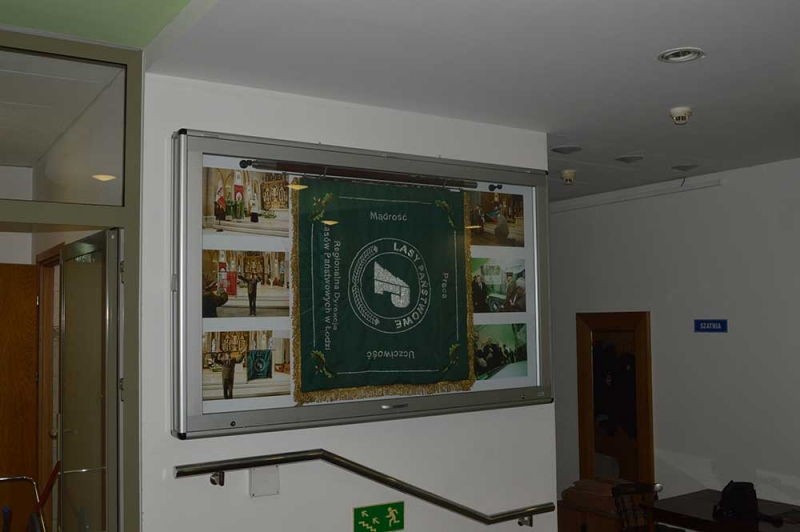 Mądrość
LASY PAŃSTWOWE
Praca
Regionalna Dyrekcja
Lasów Państwowych w Łodzi
Uczciwość
SZATNIA